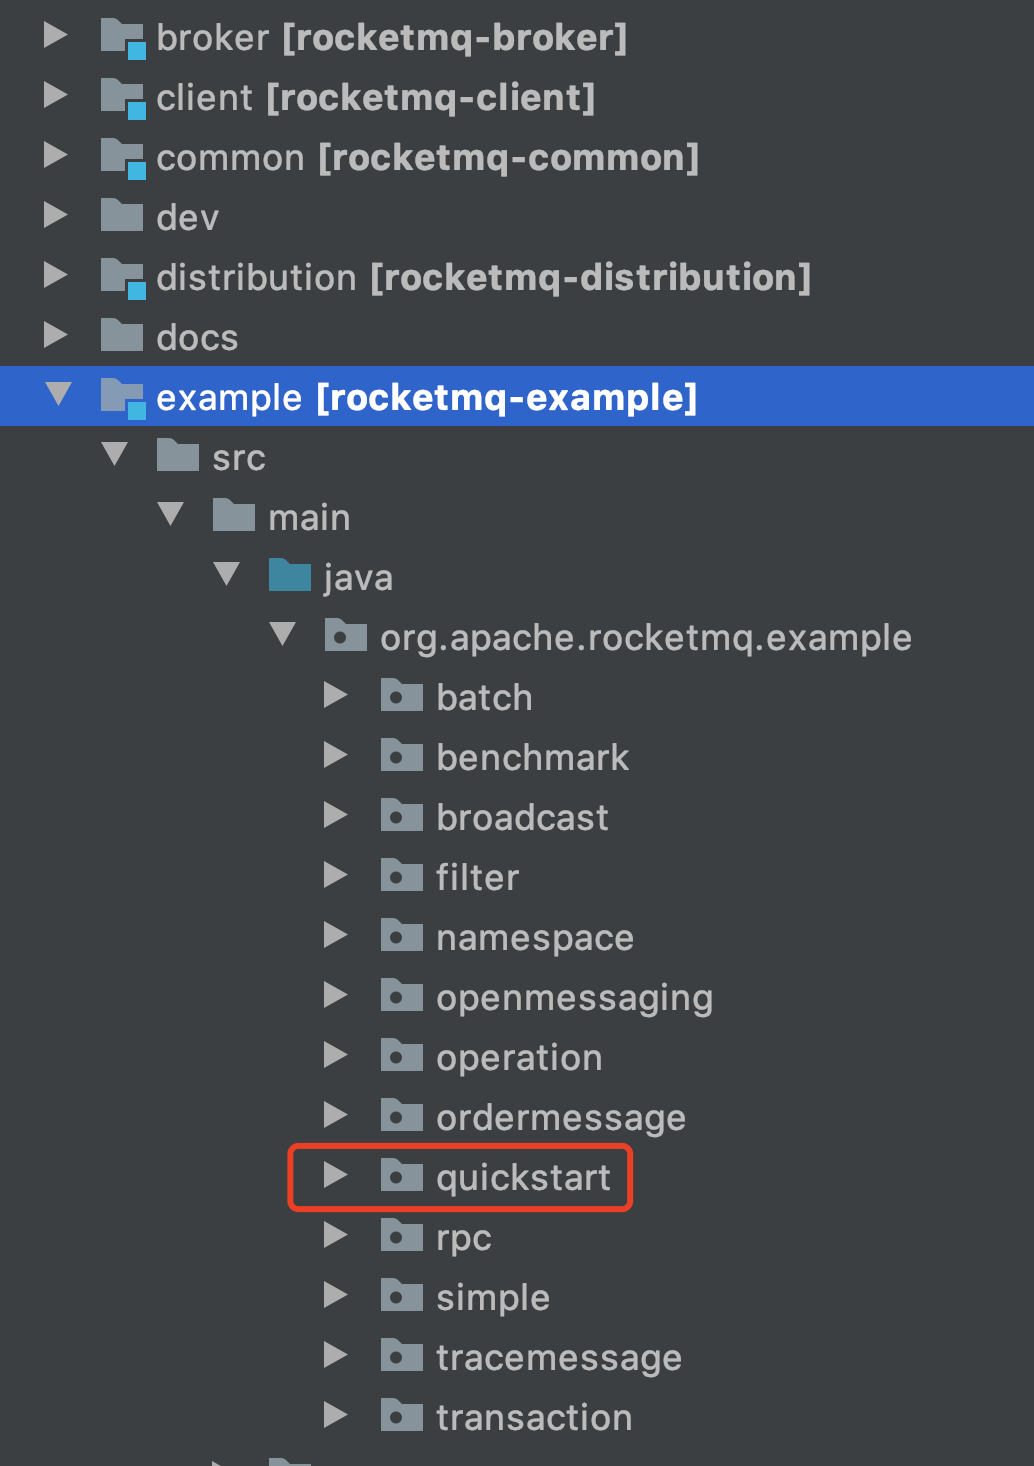 broker [rocketmq-broker]
client [rocketmq-client]
common [rocketmq-common]
dev
distribution [rocketmq-distribution]
docs
example [rocketmq-example]
src
main
java
org.apache.rocketmq.example
batch
benchmark
broadcast
filter
namespace
openmessaging
operation
ordermessage
quickstart
rpc
simple
tracemessage
transaction